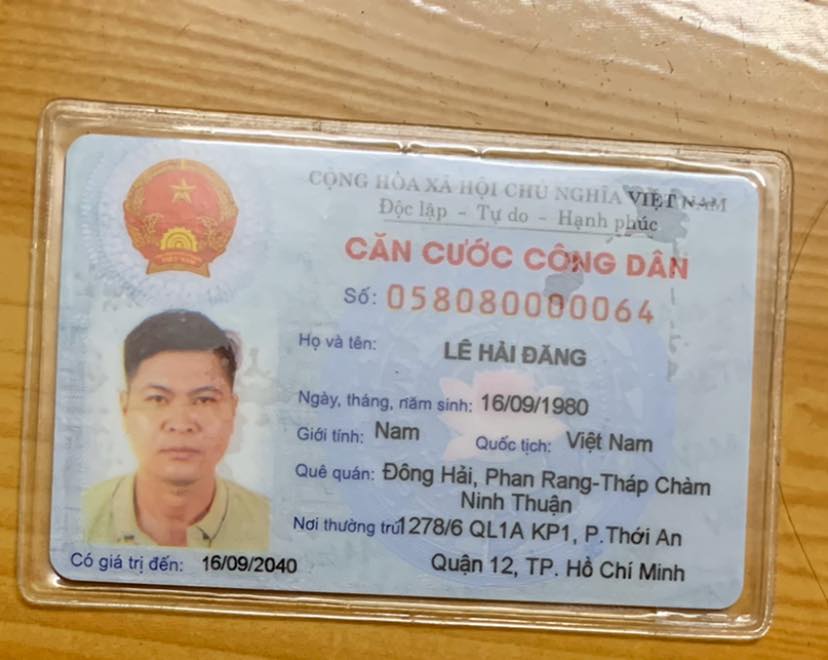 CỘNG HÒA XÃ HỘI CHỦ NGHĨA VIỆT NAM
Độc lập - Tự do - Hạnh phúc
CĂN CƯỚC CÔNG DÂN
Số: 058080000064
Họ và tên: LÊ HẢI ĐĂNG
Ngày, tháng, năm sinh: 16/09/1980
Giới tính: Nam Quốc tịch: Việt Nam
Quê quán: Đông Hải, Phan Rang-Tháp Chàm
Ninh Thuận
Nơi thường trú: 1278/6 QL1A KP1, P.Thới An
Quận 12, TP. Hồ Chí Minh
Có giá trị đến: 16/09/2040